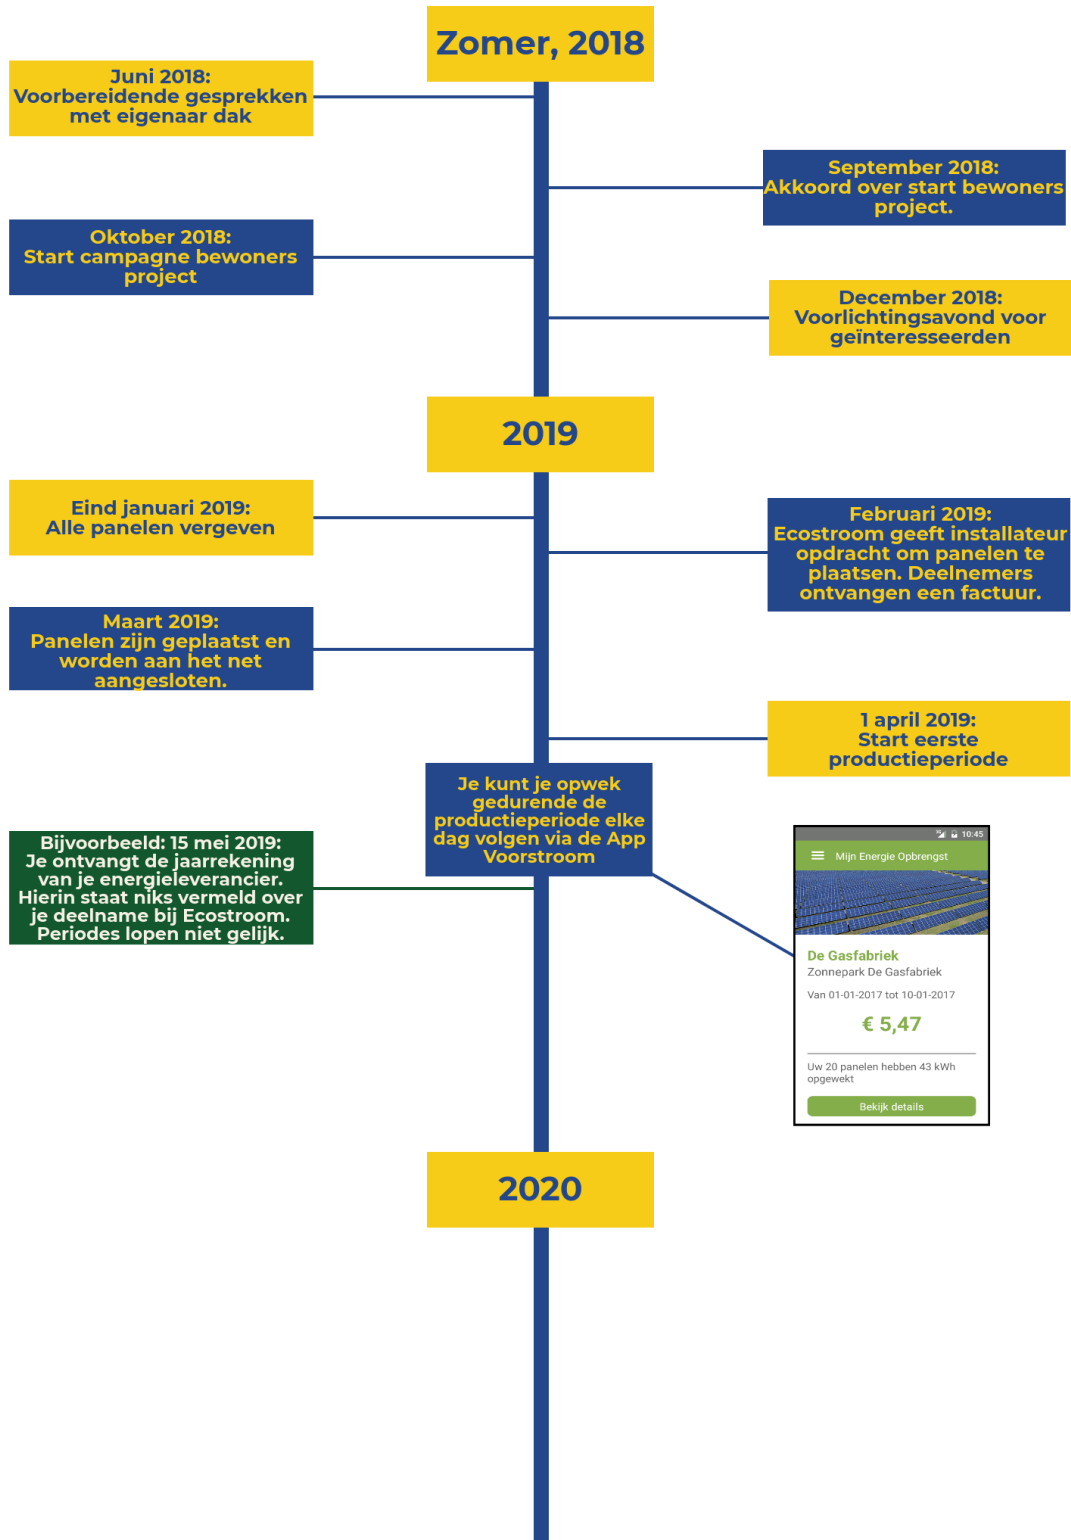 Zomer, 2018
Juni 2018:
Voorbereidende gesprekken
met eigenaar dak
September 2018:
Akkoord over start bewoners
project.
Oktober 2018:
Start campagne bewoners
project
December 2018:
Voorlichtingsavond voor
geïnteresseerden
2019
Eind januari 2019:
Alle panelen vergeven
Februari 2019:
Ecostroom geeft installateur
opdracht om panelen te
plaatsen. Deelnemers
ontvangen een factuur.
Maart 2019:
Panelen zijn geplaatst en
worden aan het net
aangesloten.
1 april 2019:
Start eerste
productieperiode
Je kunt je opwek
gedurende de
productieperiode elke
dag volgen via de App
Voorstroom
Bijvoorbeeld: 15 mei 2019:
Je ontvangt de jaarrekening
van je energieleverancier.
Hierin staat niks vermeld over
je deelname bij Ecostroom.
Periodes lopen niet gelijk.
10:45
Mijn Energie Opbrengst
De Gasfabriek
Zonnepark De Gasfabriek
Van 01-01-2017 tot 10-01-2017
€ 5,47
Uw 20 panelen hebben 43 kWh
opgewekt
Bekijk details
2020